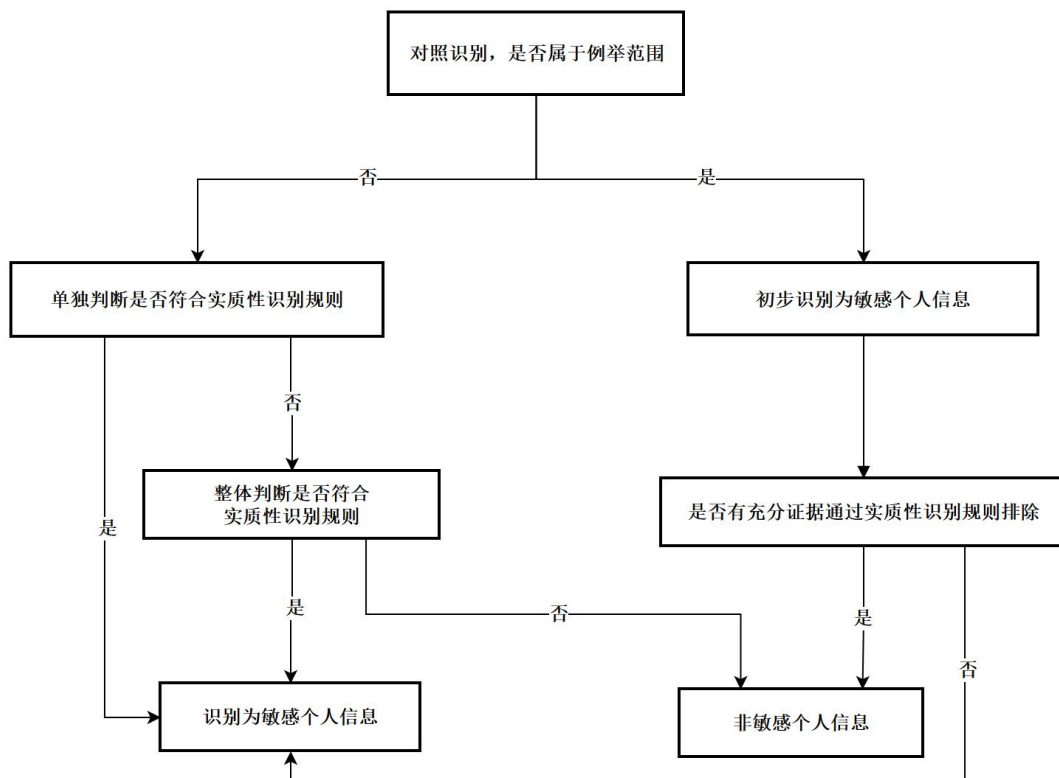 对照识别，是否属于例举范围
否
是
单独判断是否符合实质性识别规则
初步识别为敏感个人信息
否
整体判断是否符合
实质性识别规则
是否有充分证据通过实质性识别规则排除
是
是
否
是
否
识别为敏感个人信息
非敏感个人信息